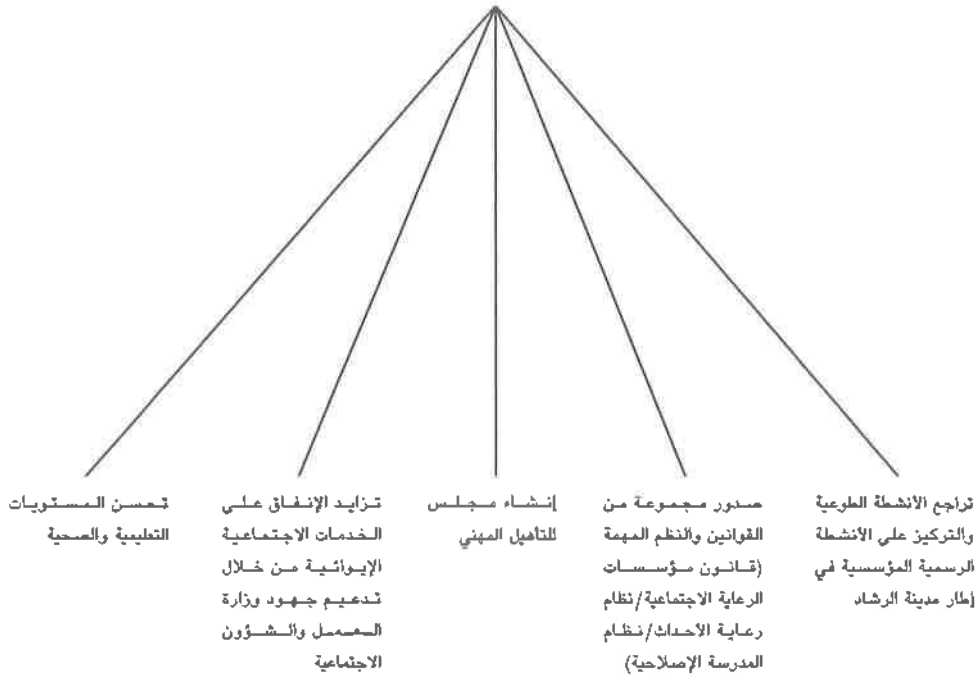 تراجع الأنشطة الطوعية
والتركيز على الأنشطة
الرسمية المؤسسية في
إطار مدينة الرشاد
صدور مجموعة من
القوانين والنظم المهمة
(قانون مؤسسات
الرعاية الاجتماعية/نظام
رعاية الاحداث/نظام
المدرسة الإصلاحية)
إنشاء مجلس
للتأهيل المهني
تزايد الإنفاق على
الخدمات الاجتماعية
الإيوائية من خلال
تدعيم جهود وزارة
العمل والشؤون
الاجتماعية
تحسن المستويات
التعليمية والصحية